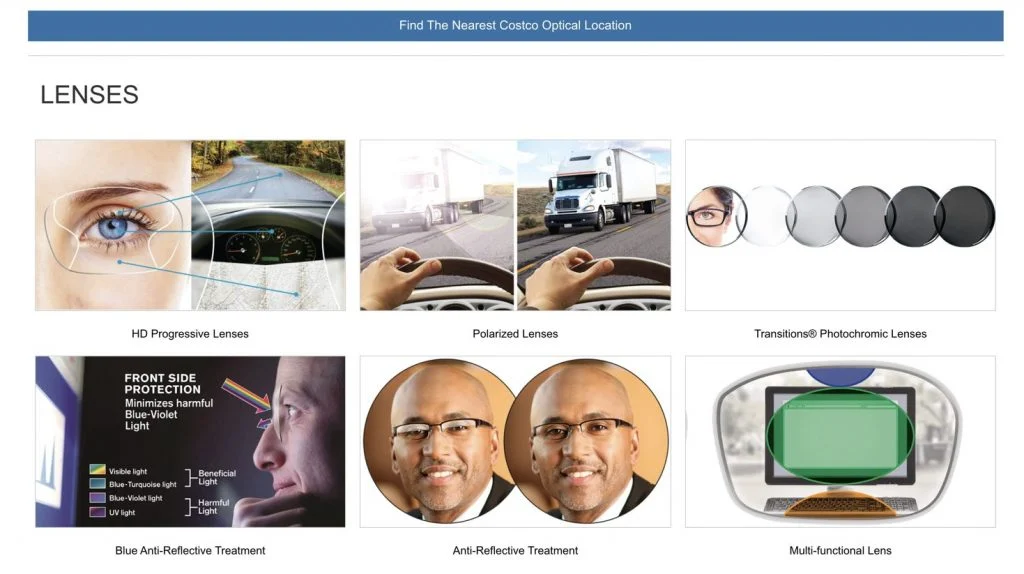 Find The Nearest Costco Optical Location
LENSES
HD Progressive Lenses
Polarized Lenses
Transitions® Photochromic Lenses
FRONT SIDE
PROTECTION
Minimizes harmful
Blue-Violet
Light
Visible light
Blue-Turquoise light
Blue-Violet light
UV light
Beneficial
Light
Harmful
Light
Blue Anti-Reflective Treatment
Anti-Reflective Treatment
Multi-functional Lens